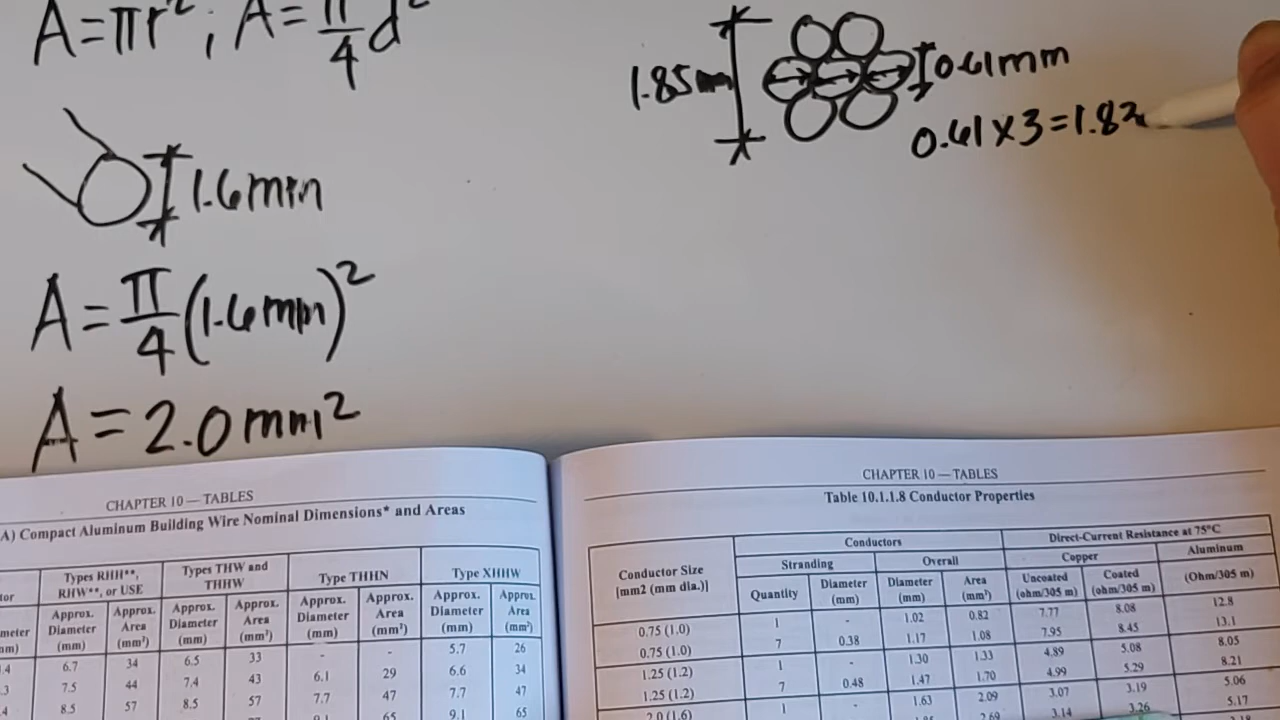 A=πr²; A=π/4 d²
1.85mm
0.61mm
0.61×3=1.83
1.6mm
A=π/4(1.6mm)²
A=2.0mm²
CHAPTER 10 — TABLES
A) Compact Aluminum Building Wire Nominal Dimensions* and Areas
Types RHH**, RHW**, or USE
Types THW and THHW
Type THHN
Type XHHW
Approx. Diameter (mm) Approx. Area (mm²) Approx. Diameter (mm) Approx. Area (mm²) Approx. Diameter (mm) Approx. Area (mm²) Approx. Diameter (mm) Approx. Area (mm²)
6.7 34 6.5 33 - - 5.7 26
7.5 44 7.4 43 6.1 29 6.6 34
8.5 57 8.5 57 7.7 47 7.7 47
9.1 65 9.1 65
CHAPTER 10 — TABLES
Table 10.1.1.8 Conductor Properties
Conductor Size [mm2 (mm dia.)]
Conductors
Direct-Current Resistance at 75°C
Stranding Overall Copper Aluminum
Quantity Diameter (mm) Diameter (mm) Area (mm²) Uncoated (ohm/305 m) Coated (ohm/305 m) (Ohm/305 m)
0.75 (1.0) 1 - 1.02 0.82 7.77 8.08 12.8
0.75 (1.0) 7 0.38 1.17 1.08 7.95 8.45 13.1
1.25 (1.2) 1 - 1.30 1.33 4.89 5.08 8.05
1.25 (1.2) 7 0.48 1.47 1.70 4.99 5.29 8.21
2.0 (1.6) 1 - 1.63 2.09 3.07 3.19 5.06
2.69 3.14 3.26 5.17